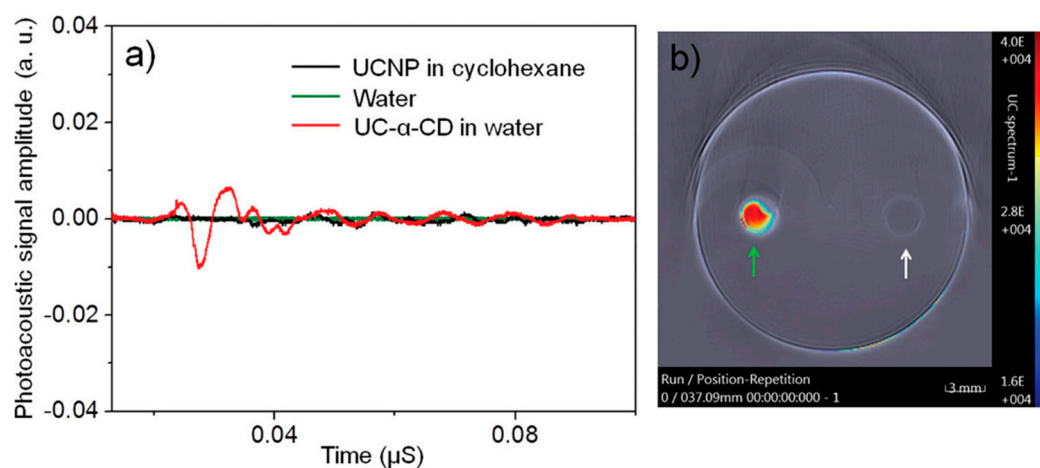 a)
UCNP in cyclohexane
Water
UC-α-CD in water
Photoacoustic signal amplitude (a. u.)
0.04
0.02
0.00
-0.02
-0.04
0.04
0.08
Time (µS)
b)
4.0E
+004
UC spectrum-1
2.8E
+004
1.6E
+004
Run / Position-Repetition
0 / 037.09mm 00:00:00:000 - 1
3 mm